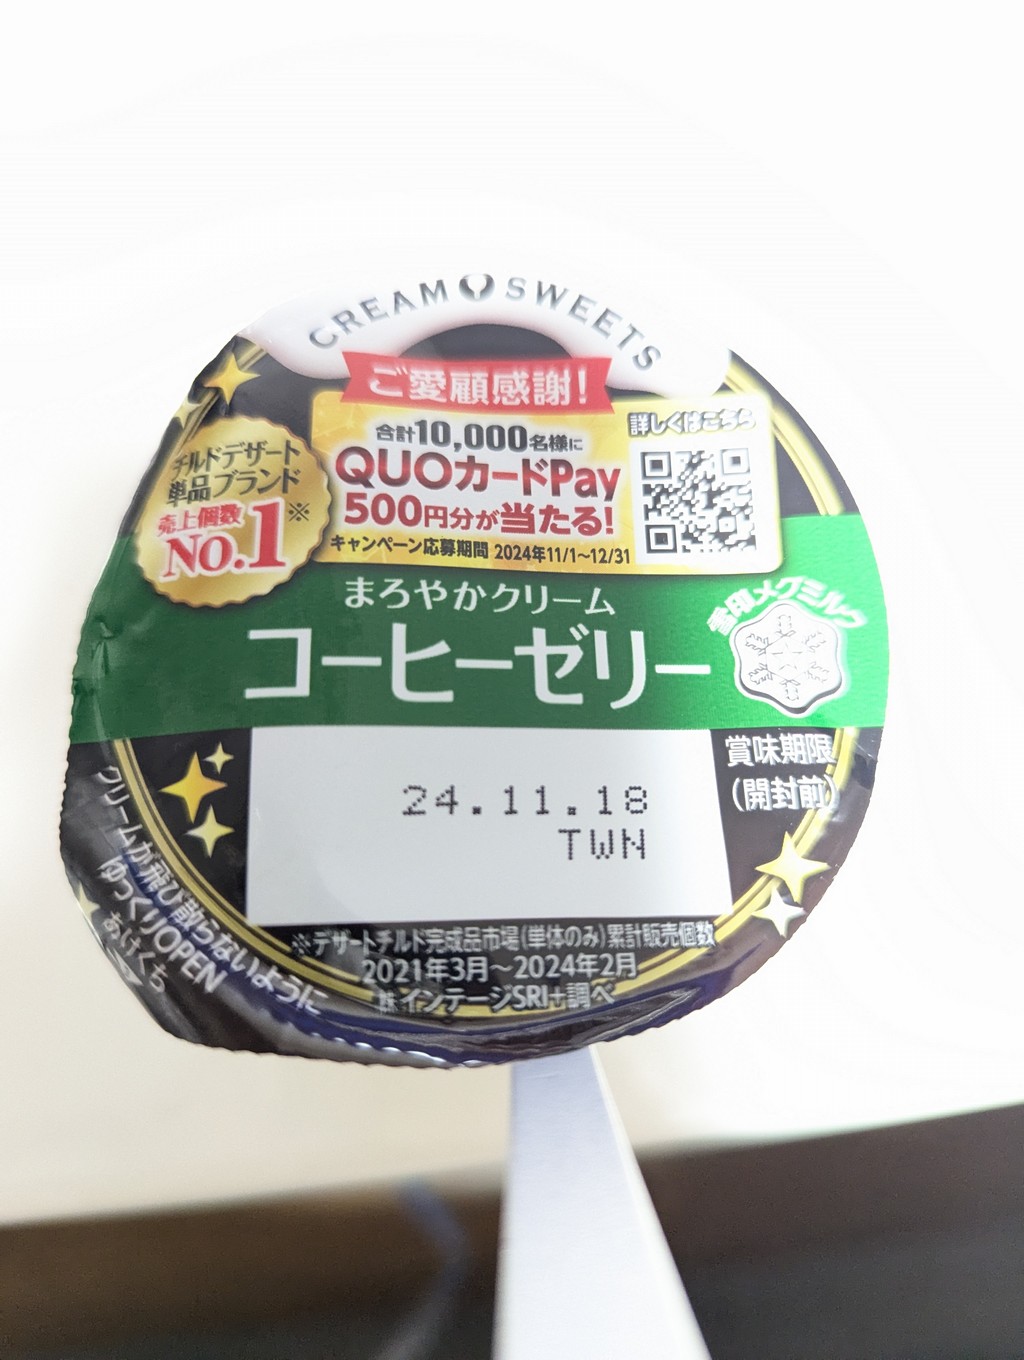 CREAM SWEETS
ご愛顧感謝!
合計10,000名様に
QUOカードPay
500円分が当たる!
キャンペーン応募期間 2024年11/1~12/31
詳しくはこちら
チルドデザート
単品ブランド
売上個数
No.1※
まろやかクリーム
コーヒーゼリー
雪印メグミルク
賞味期限
(開封前)
24.11.18
TWN
クリームが飛び散らないように
ゆっくりOPEN
あけくち
※デザートチルド完成品市場(単体のみ)累計販売個数
2021年3月~2024年2月
㈱インテージSRI+調べ